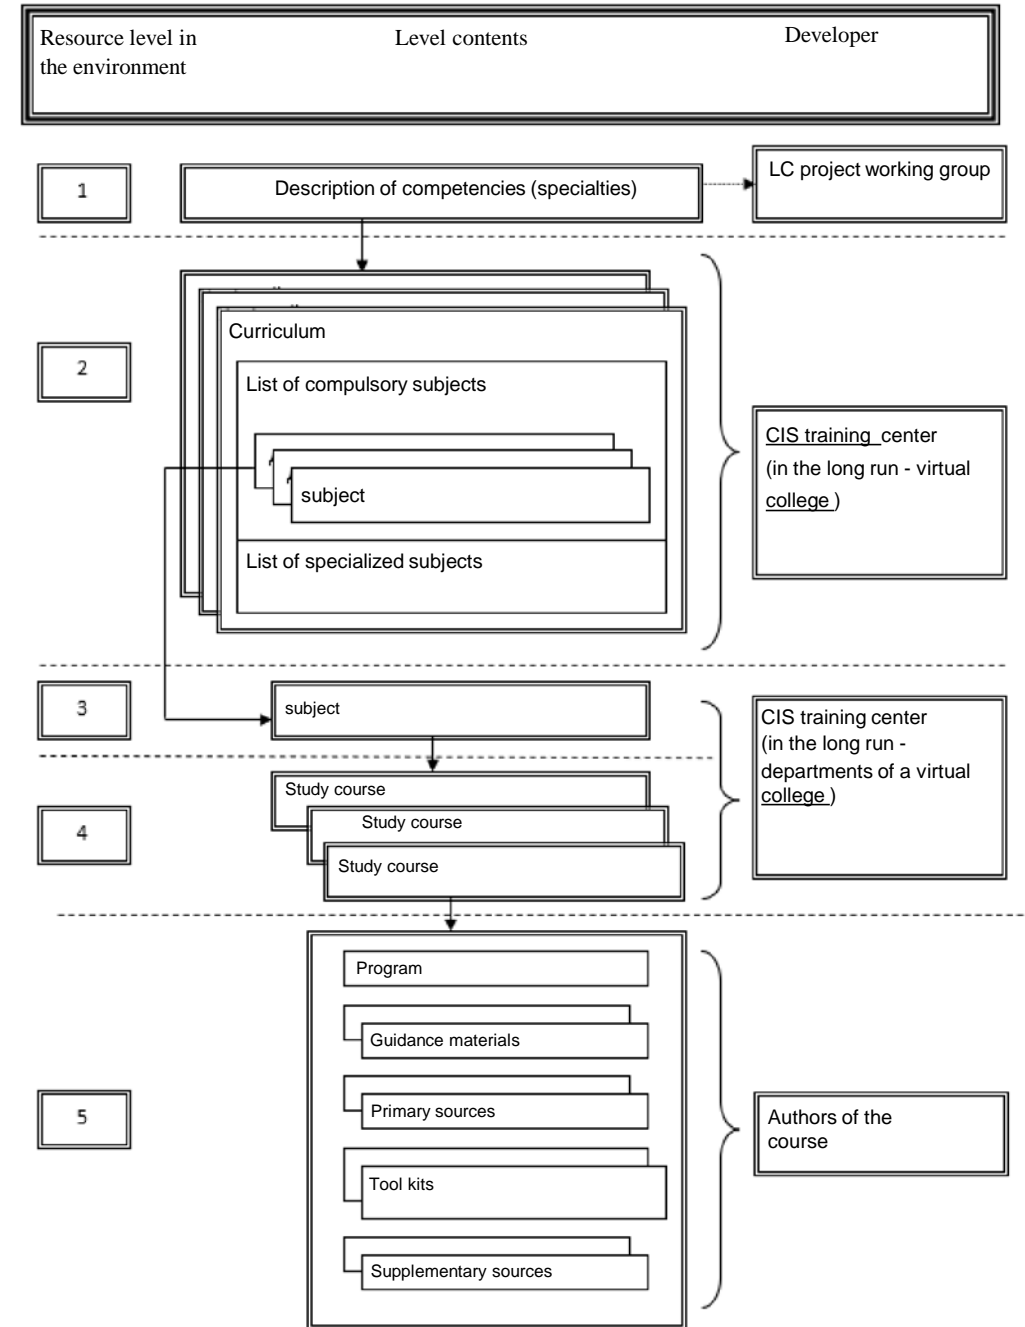 Resource level in
the environment
Level contents
Developer
1
Description of competencies (specialties)
LC project working group
2
Curriculum
List of compulsory subjects
subject
List of specialized subjects
CIS training center
(in the long run - virtual
college )
3
subject
CIS training center
(in the long run -
departments of a virtual
college )
4
Study course
Study course
Study course
5
Program
Guidance materials
Primary sources
Tool kits
Supplementary sources
Authors of the
course